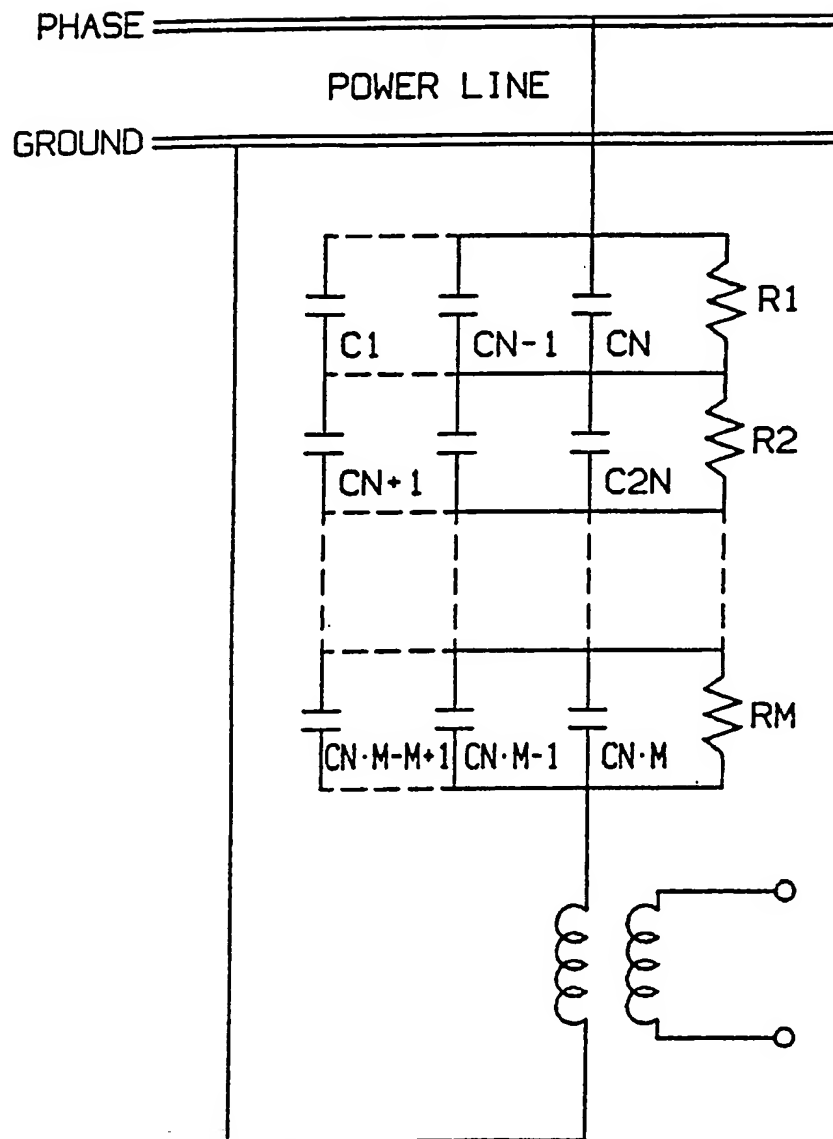 PHASE
POWER LINE
GROUND
R1
C1 CN-1 CN
R2
CN+1 C2N
RM
CN·M-M+1 CN·M-1 CN·M